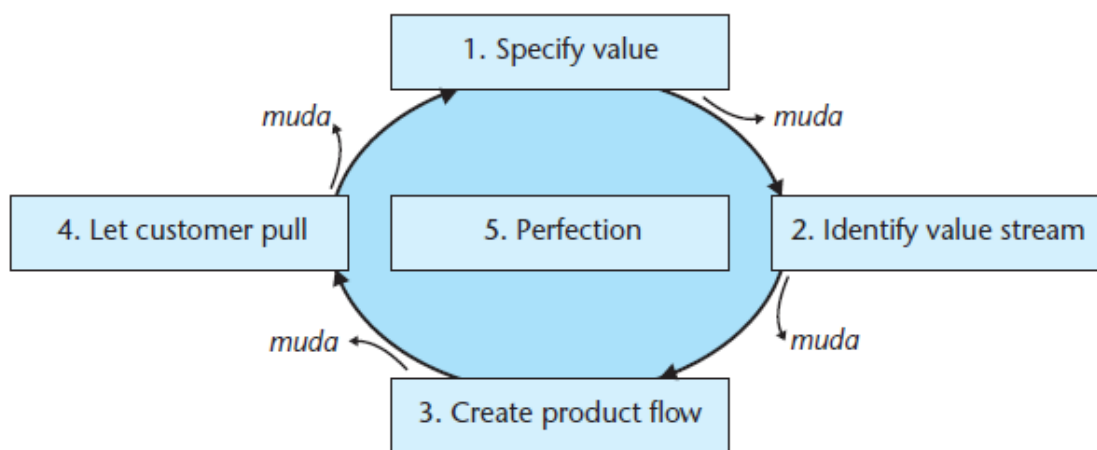 1. Specify value
muda
muda
4. Let customer pull
5. Perfection
2. Identify value stream
muda
muda
3. Create product flow